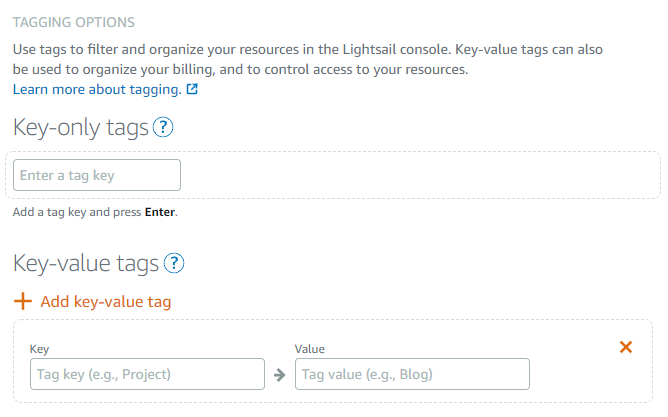 TAGGING OPTIONS
Use tags to filter and organize your resources in the Lightsail console. Key-value tags can also
be used to organize your billing, and to control access to your resources.
Learn more about tagging.
Key-only tags ?
Enter a tag key
Add a tag key and press Enter.
Key-value tags ?
+ Add key-value tag
Key Value
Tag key (e.g., Project) Tag value (e.g., Blog)